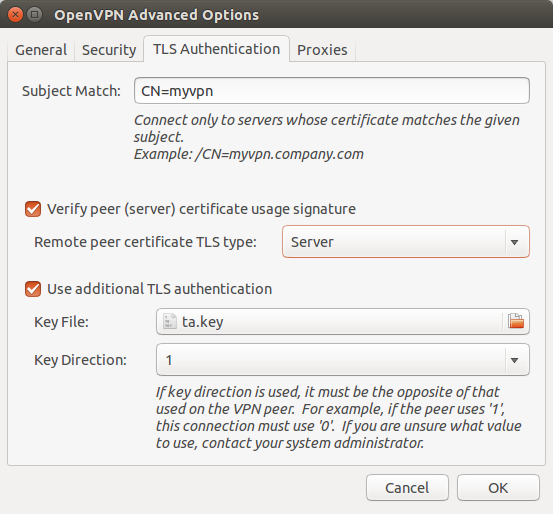 OpenVPN Advanced Options
General Security TLS Authentication Proxies
Subject Match: CN=myvpn
Connect only to servers whose certificate matches the given
subject.
Example: /CN=myvpn.company.com
Verify peer (server) certificate usage signature
Remote peer certificate TLS type: Server
Use additional TLS authentication
Key File: ta.key
Key Direction: 1
If key direction is used, it must be the opposite of that
used on the VPN peer.  For example, if the peer uses '1',
this connection must use '0'.  If you are unsure what value
to use, contact your system administrator.
Cancel OK